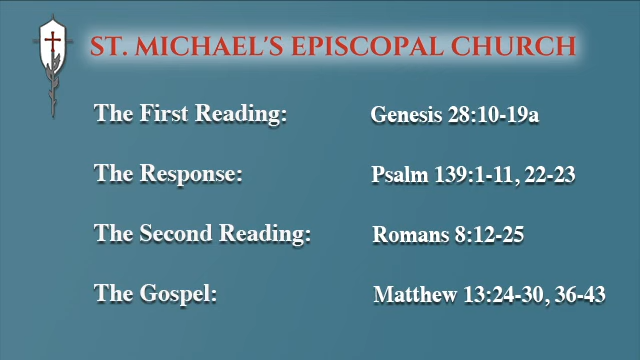 ST. MICHAEL'S EPISCOPAL CHURCH
The First Reading: Genesis 28:10-19a
The Response: Psalm 139:1-11, 22-23
The Second Reading: Romans 8:12-25
The Gospel: Matthew 13:24-30, 36-43